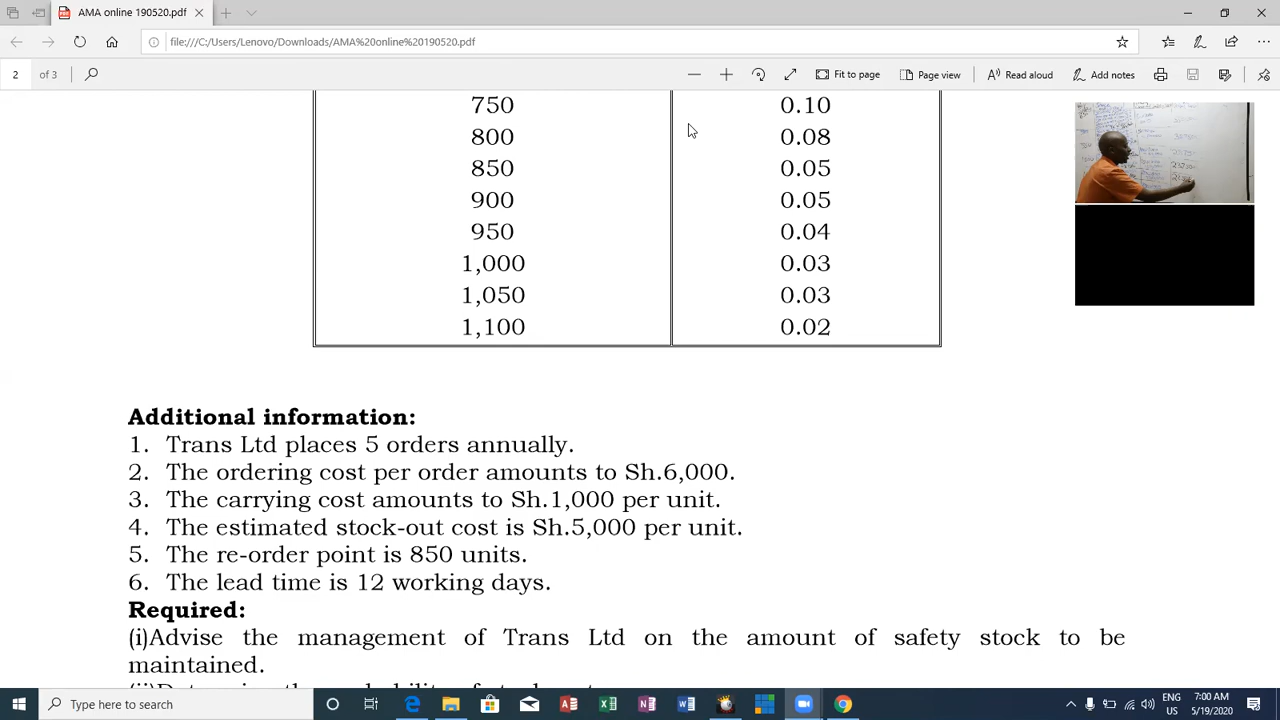 AMA online 190520.pdf
file:///C:/Users/Lenovo/Downloads/AMA%20online%20190520.pdf
2 of 3
Fit to page
Page view
Read aloud
Add notes
750 0.10
800 0.08
850 0.05
900 0.05
950 0.04
1,000 0.03
1,050 0.03
1,100 0.02
Additional information:
1. Trans Ltd places 5 orders annually.
2. The ordering cost per order amounts to Sh.6,000.
3. The carrying cost amounts to Sh.1,000 per unit.
4. The estimated stock-out cost is Sh.5,000 per unit.
5. The re-order point is 850 units.
6. The lead time is 12 working days.
Required:
(i)Advise the management of Trans Ltd on the amount of safety stock to be
maintained.
Type here to search
ENG
US
7:00 AM
5/19/2020